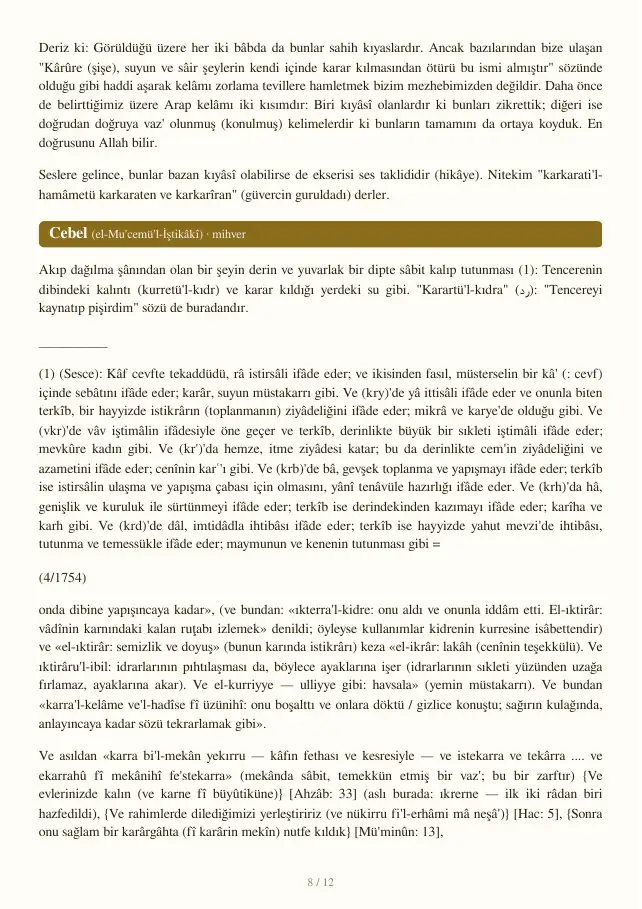 Deriz ki: Görüldüğü üzere her iki bâbda da bunlar sahih kıyaslardır. Ancak bazılarından bize ulaşan
"Kârûre (şişe), suyun ve sâir şeylerin kendi içinde karar kılmasından ötürü bu ismi almıştır" sözünde
olduğu gibi haddi aşarak kelâmı zorlama tevillere hamletmek bizim mezhebimizden değildir. Daha önce
de belirttiğimiz üzere Arap kelâmı iki kısımdır: Biri kıyâsî olanlardır ki bunları zikrettik; diğeri ise
doğrudan doğruya vaz' olunmuş (konulmuş) kelimelerdir ki bunların tamamını da ortaya koyduk. En
doğrusunu Allah bilir.
Seslere gelince, bunlar bazan kıyâsî olabilirse de ekserisi ses taklididir (hikâye). Nitekim "karkarati'l-
hamâmetü karkaraten ve karkarîran" (güvercin guruldadı) derler.
Cebel (el-Mu'cemü'l-İştikâkî) · mihver
Akıp dağılma şânından olan bir şeyin derin ve yuvarlak bir dipte sâbit kalıp tutunması (1): Tencerenin
dibindeki kalıntı (kurretü'l-kıdr) ve karar kıldığı yerdeki su gibi. "Karartü'l-kıdra" (رد): "Tencereyi
kaynatıp pişirdim" sözü de buradandır.
(1) (Sesce): Kâf cevfte tekaddüdü, râ istirsâli ifâde eder; ve ikisinden fasıl, müsterselin bir kâ' (: cevf)
içinde sebâtını ifâde eder; karâr, suyun müstakarrı gibi. Ve (kry)'de yâ ittisâli ifâde eder ve onunla biten
terkîb, bir hayyizde istikrârın (toplanmanın) ziyâdeliğini ifâde eder; mikrâ ve karye'de olduğu gibi. Ve
(vkr)'de vâv iştimâlin ifâdesiyle öne geçer ve terkîb, derinlikte büyük bir sıkleti iştimâli ifâde eder;
mevkûre kadın gibi. Ve (kr')'da hemze, itme ziyâdesi katar; bu da derinlikte cem'in ziyâdeliğini ve
azametini ifâde eder; cenînin kar''ı gibi. Ve (krb)'de bâ, gevşek toplanma ve yapışmayı ifâde eder; terkîb
ise istirsâlin ulaşma ve yapışma çabası için olmasını, yânî tenâvüle hazırlığı ifâde eder. Ve (krh)'da hâ,
genişlik ve kuruluk ile sürtünmeyi ifâde eder; terkîb ise derindekinden kazımayı ifâde eder; karîha ve
karh gibi. Ve (krd)'de dâl, imtidâdla ihtibâsı ifâde eder; terkîb ise hayyizde yahut mevzi'de ihtibâsı,
tutunma ve temessükle ifâde eder; maymunun ve kenenin tutunması gibi =
(4/1754)
onda dibine yapışıncaya kadar», (ve bundan: «ıkterra'l-kidre: onu aldı ve onunla iddâm etti. El-ıktirâr:
vâdînin karnındaki kalan ruṭabı izlemek» denildi; öyleyse kullanımlar kidrenin kurresine isâbettendir)
ve «el-ıktirâr: semizlik ve doyuş» (bunun karında istikrârı) keza «el-ikrâr: lakâh (cenînin teşekkülü). Ve
ıktirâru'l-ibil: idrarlarının pıhtılaşması da, böylece ayaklarına işer (idrarlarının sıkleti yüzünden uzağa
fırlamaz, ayaklarına akar). Ve el-kurriyye — ulliyye gibi: havsala» (yemin müstakarrı). Ve bundan
«karra'l-kelâme ve'l-hadîse fî üzünihî: onu boşalttı ve onlara döktü / gizlice konuştu; sağırın kulağında,
anlayıncaya kadar sözü tekrarlamak gibi».
Ve asıldan «karra bi'l-mekân yekırru — kâfın fethası ve kesresiyle — ve istekarra ve tekârra .... ve
ekarrahû fî mekânihî fe'stekarra» (mekânda sâbit, temekkün etmiş bir vaz'; bu bir zarftır) {Ve
evlerinizde kalın (ve karne fî büyûtiküne)} [Ahzâb: 33] (aslı burada: ıkrerne — ilk iki râdan biri
hazfedildi), {Ve rahimlerde dilediğimizi yerleştiririz (ve nükirru fi'l-erhâmi mâ neşâ')} [Hac: 5], {Sonra
onu sağlam bir karârgâhta (fî karârin mekîn) nutfe kıldık} [Mü'minûn: 13],
8 / 12